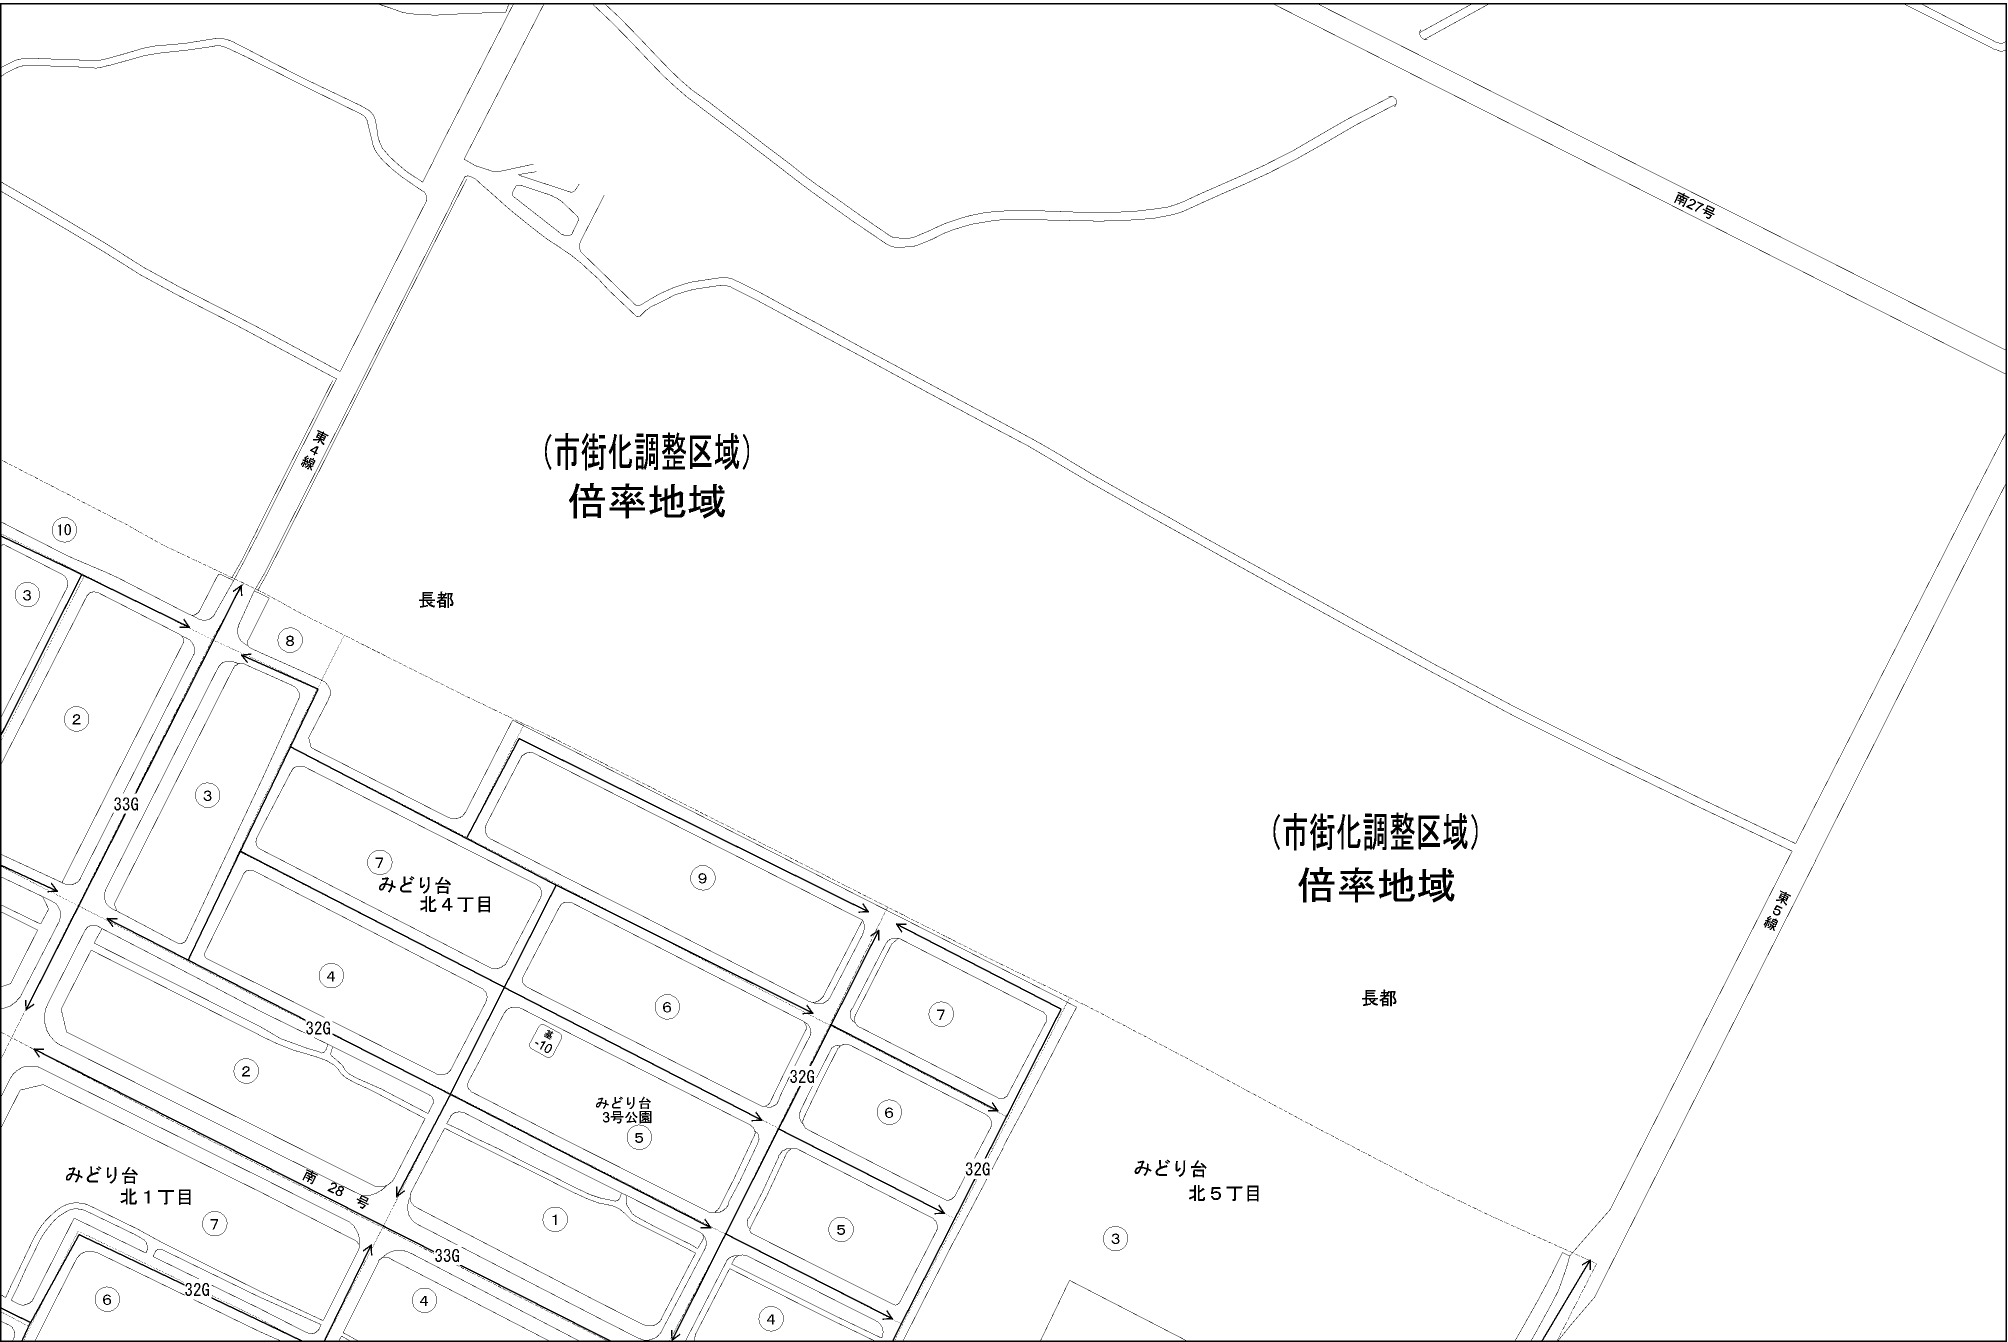 南27号
東4線
（市街化調整区域）
倍率地域
⑩
③
長都
⑧
②
33G
③
⑦
みどり台
北４丁目
⑨
（市街化調整区域）
倍率地域
東5線
④
⑥
⑦
長都
32G
基
-10
②
32G
みどり台
3号公園
⑤
⑥
32G
みどり台
北５丁目
みどり台
北１丁目
南 28 号
⑦
①
⑤
③
33G
32G
⑥
④
④